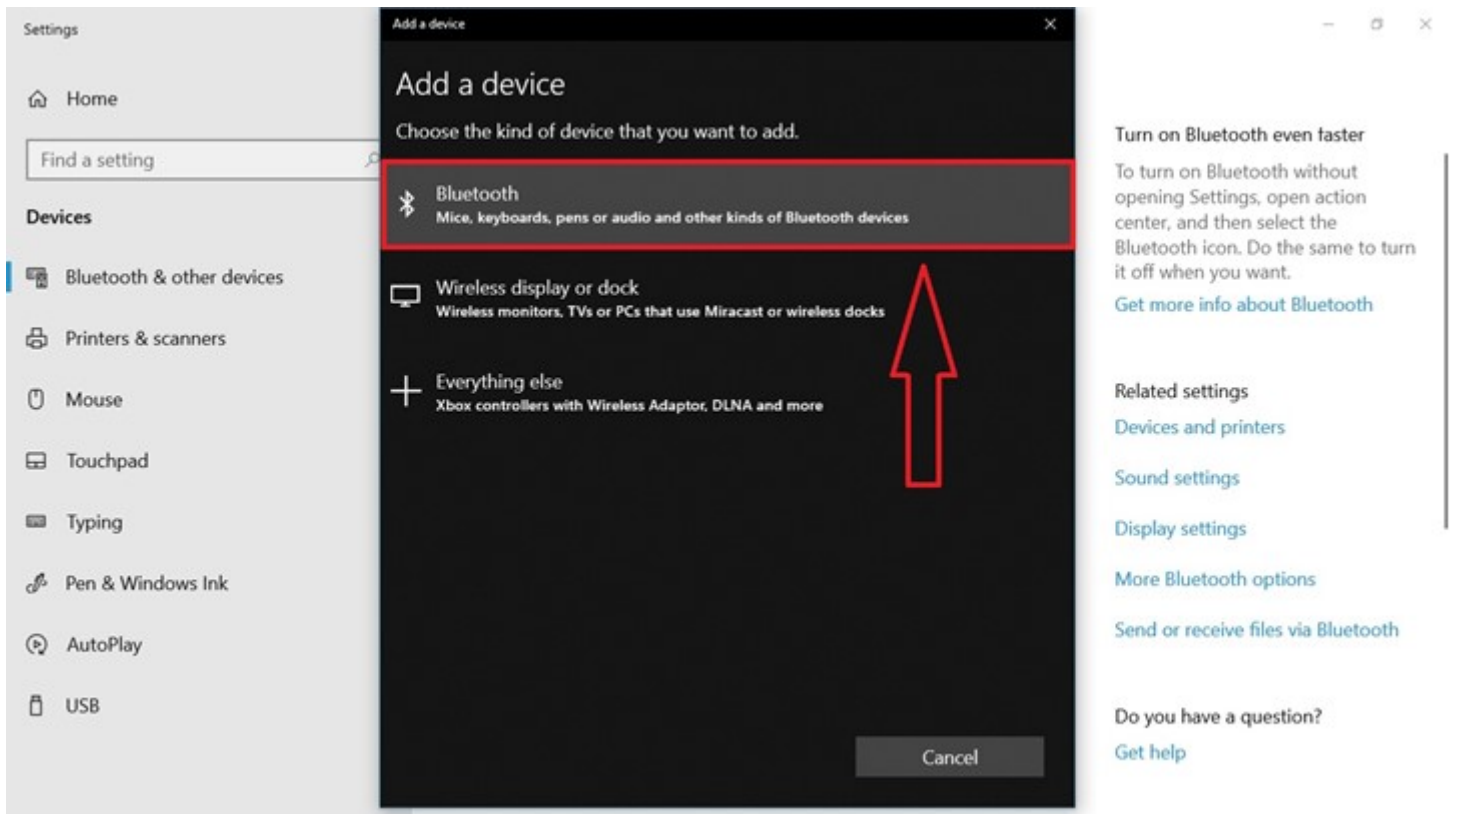 Settings
Home
Find a setting
Devices
Bluetooth & other devices
Printers & scanners
Mouse
Touchpad
Typing
Pen & Windows Ink
AutoPlay
USB
Add a device
Add a device
Choose the kind of device that you want to add.
Bluetooth
Mice, keyboards, pens or audio and other kinds of Bluetooth devices
Wireless display or dock
Wireless monitors, TVs or PCs that use Miracast or wireless docks
Everything else
Xbox controllers with Wireless Adaptor, DLNA and more
Cancel
Turn on Bluetooth even faster
To turn on Bluetooth without
opening Settings, open action
center, and then select the
Bluetooth icon. Do the same to turn
it off when you want.
Get more info about Bluetooth
Related settings
Devices and printers
Sound settings
Display settings
More Bluetooth options
Send or receive files via Bluetooth
Do you have a question?
Get help